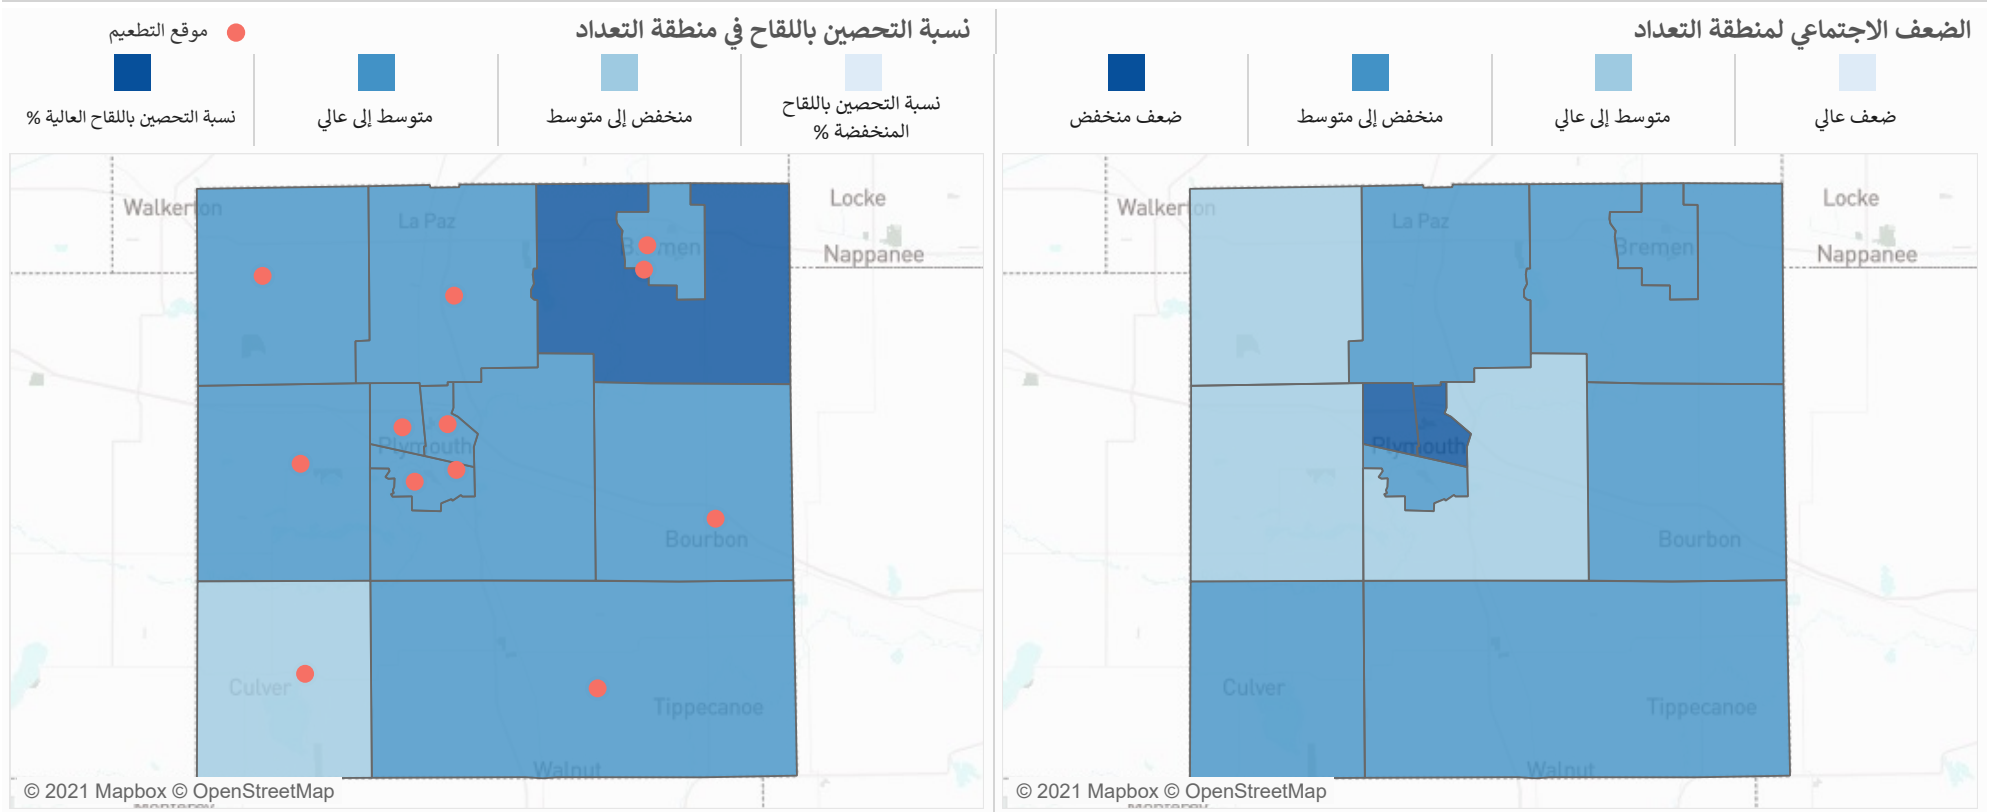 الضعف الاجتماعي لمنطقة التعداد
ضعف عالي
متوسط إلى عالي
منخفض إلى متوسط
ضعف منخفض
Walkerton
La Paz
Locke
Bremen
Nappanee
Plymouth
Bourbon
Culver
Tippecanoe
Walnut
© 2021 Mapbox © OpenStreetMap
Monterey
نسبة التحصين باللقاح في منطقة التعداد
موقع التطعيم
نسبة التحصين باللقاح
المنخفضة %
منخفض إلى متوسط
متوسط إلى عالي
نسبة التحصين باللقاح العالية %
Walkerton
La Paz
Locke
Bremen
Nappanee
Plymouth
Bourbon
Culver
Tippecanoe
Walnut
© 2021 Mapbox © OpenStreetMap
Monterey